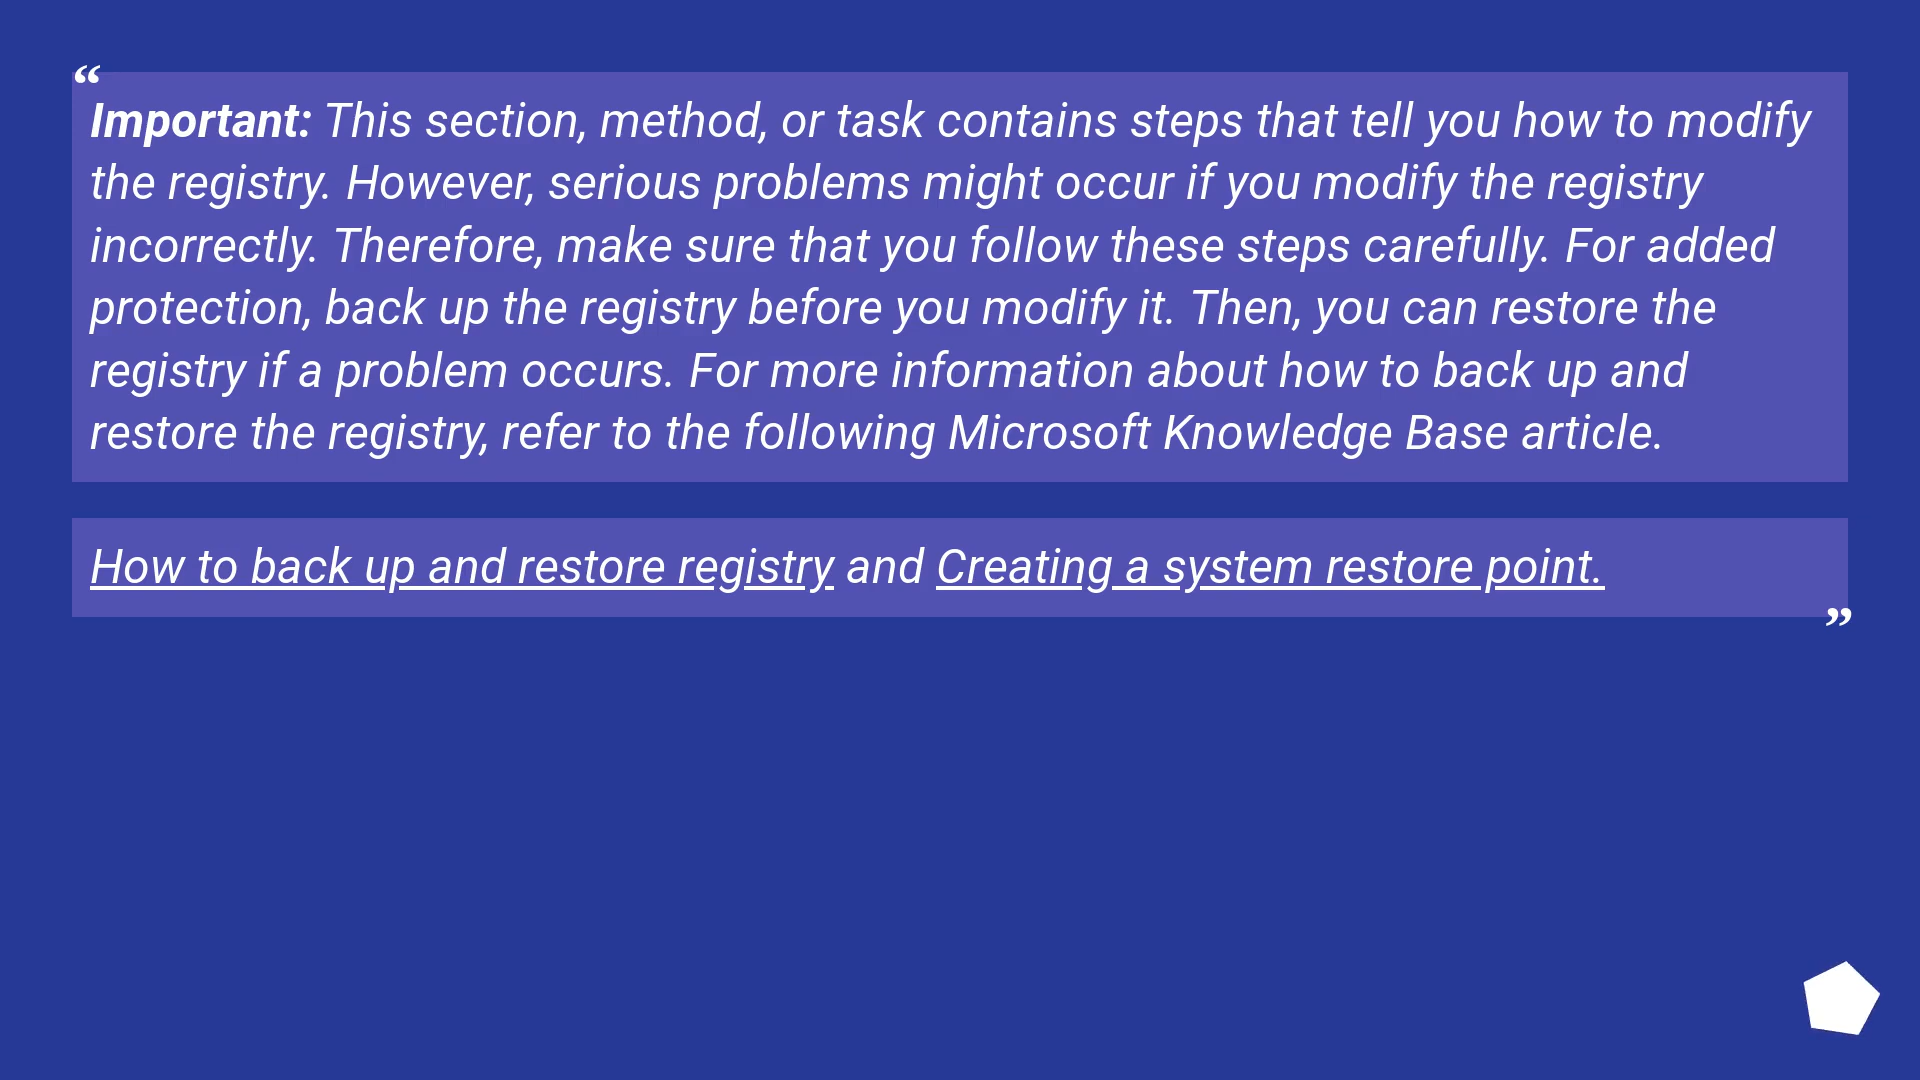 “
Important: This section, method, or task contains steps that tell you how to modify
the registry. However, serious problems might occur if you modify the registry
incorrectly. Therefore, make sure that you follow these steps carefully. For added
protection, back up the registry before you modify it. Then, you can restore the
registry if a problem occurs. For more information about how to back up and
restore the registry, refer to the following Microsoft Knowledge Base article.
How to back up and restore registry and Creating a system restore point.
”